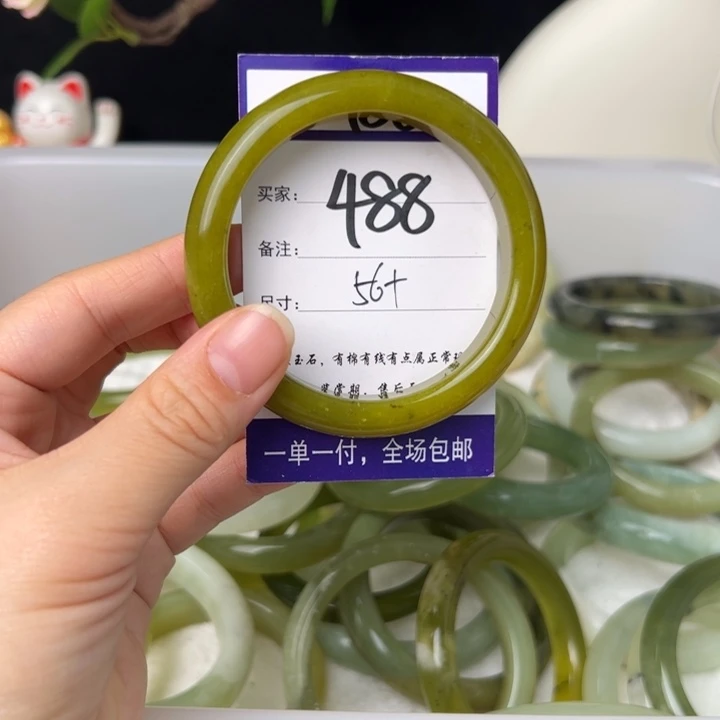 买家: 488
备注:
尺寸: 56+
玉石，有棉有线有点属正常
一单一付，全场包邮